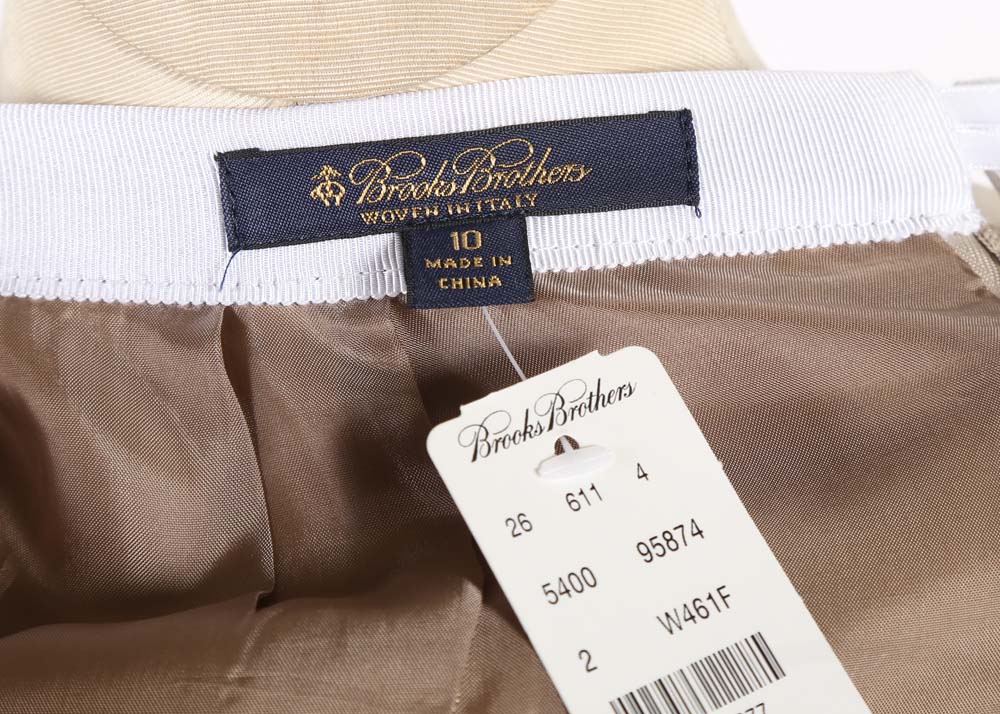 Brooks Brothers
WOVEN IN ITALY
10
MADE IN
CHINA
Brooks Brothers
26 611 4
5400 95874
2 W461F